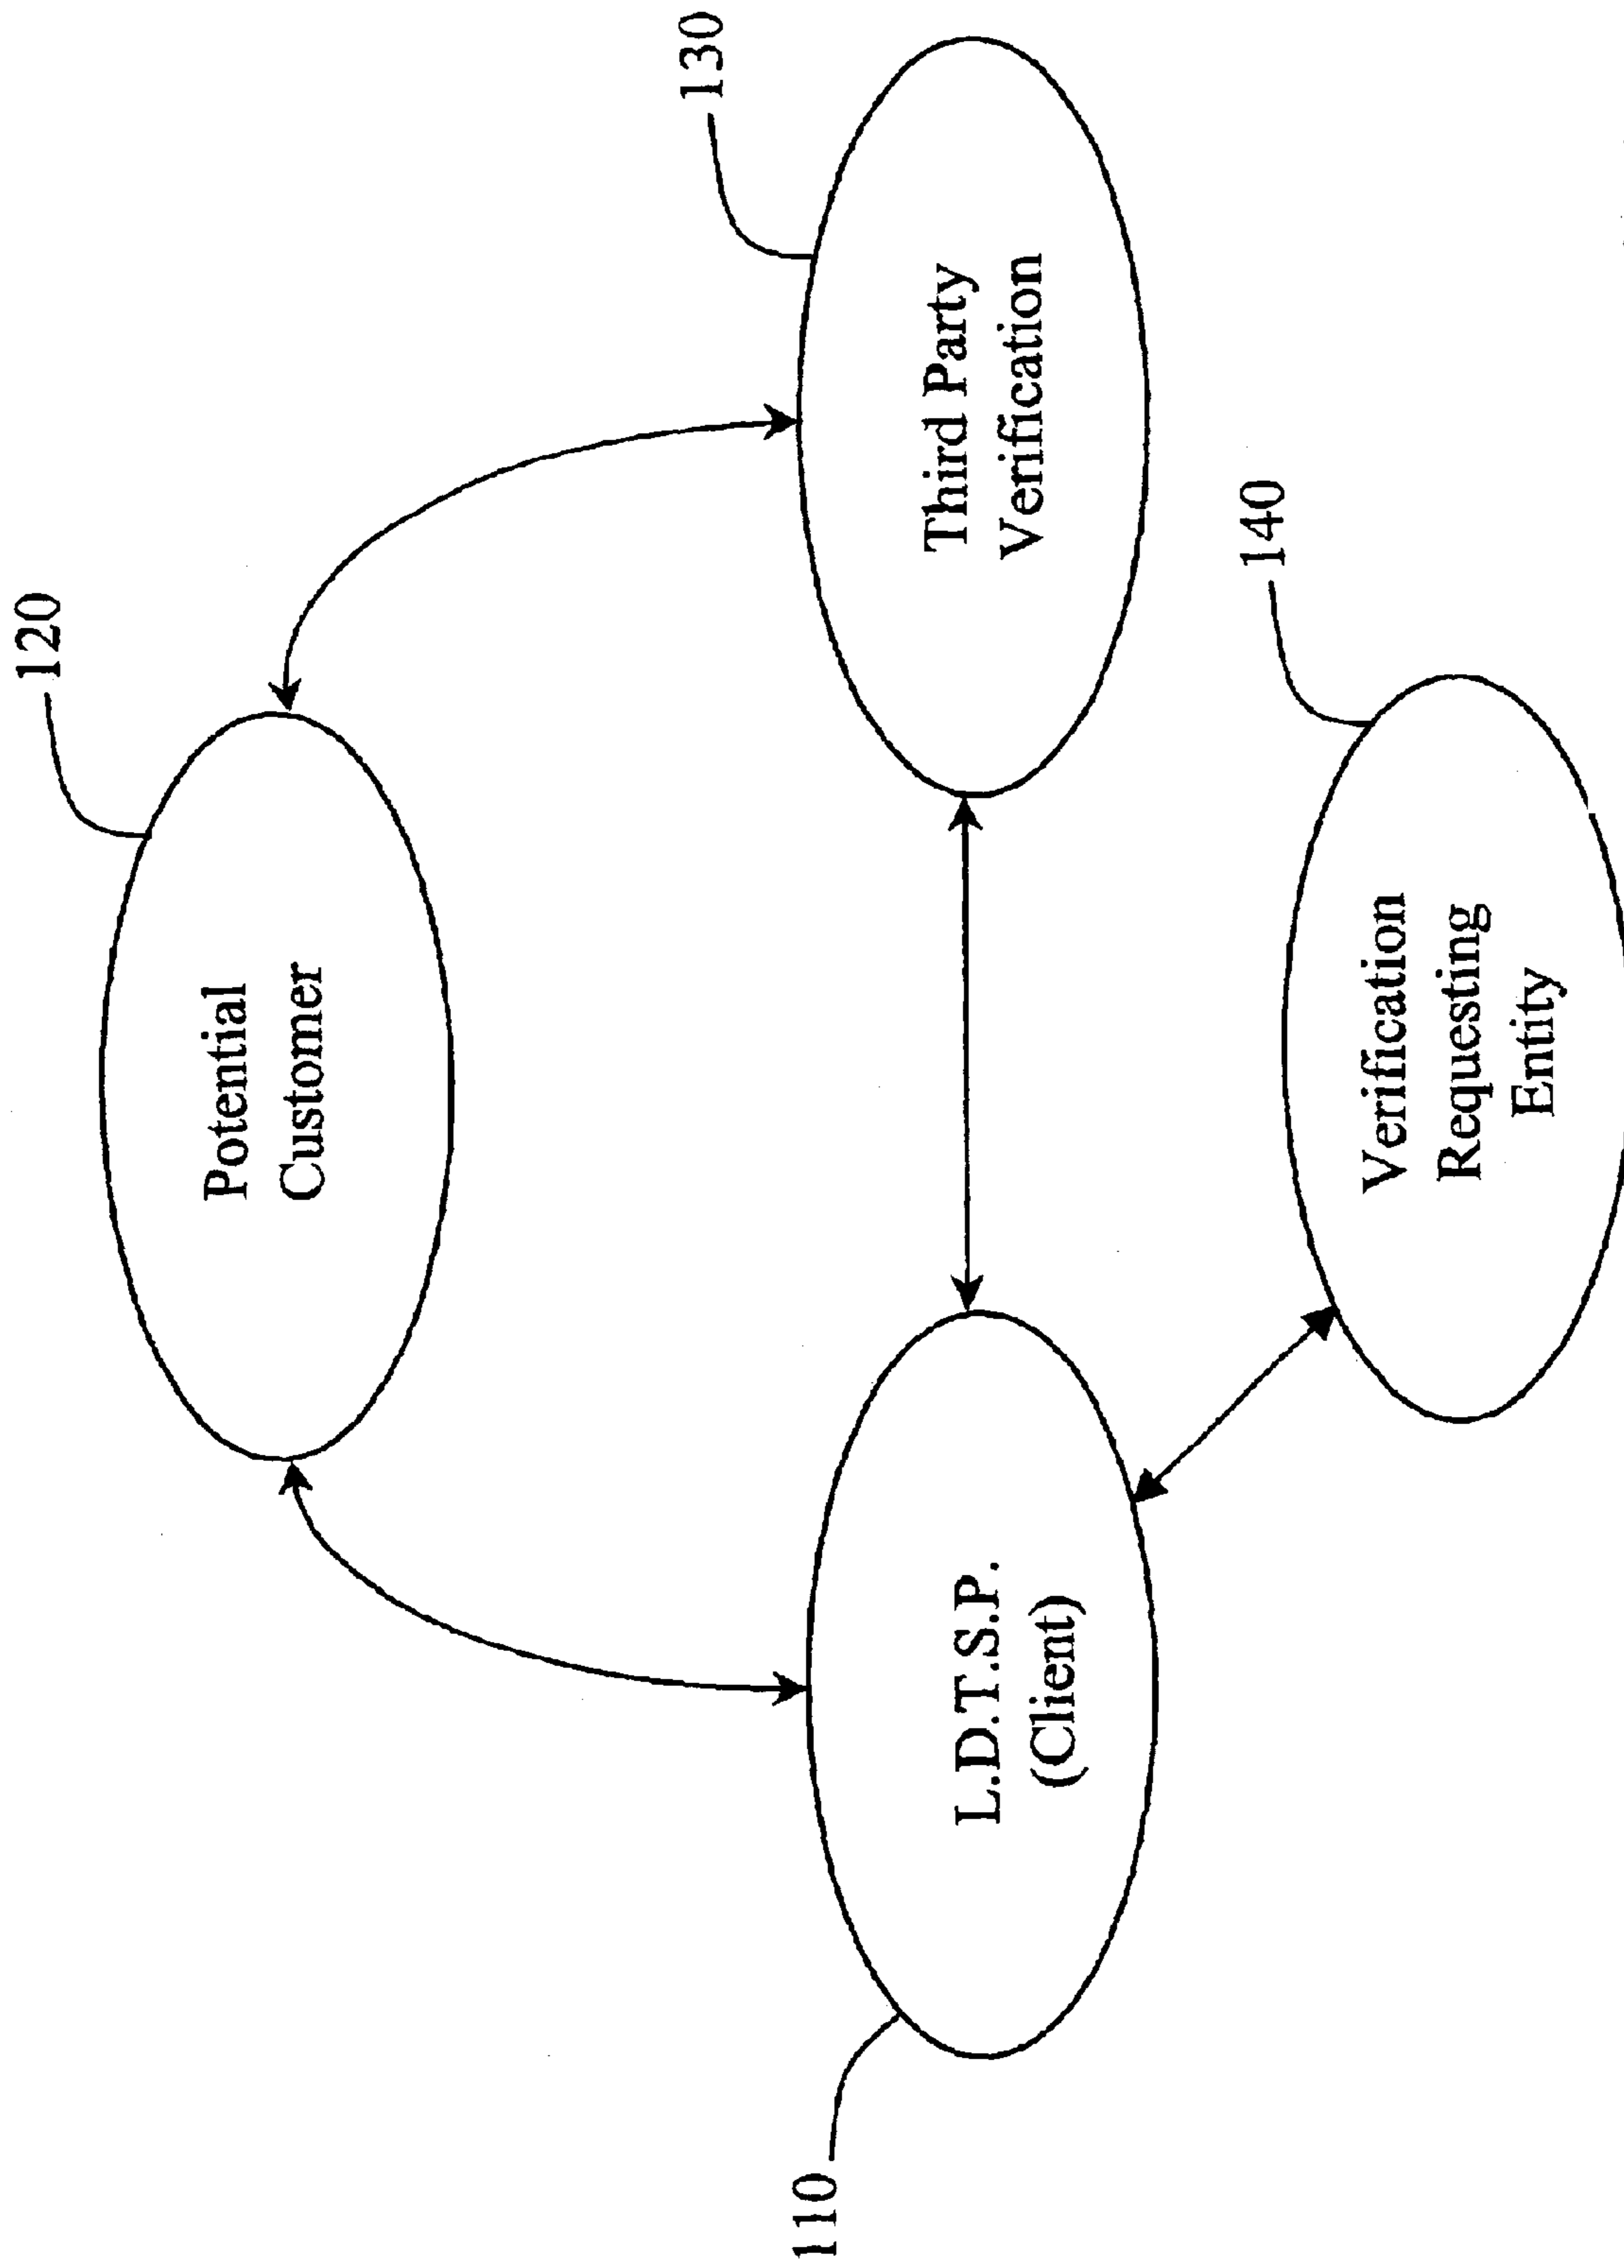 120
Potential
Customer
130
Third Party
Verification
110
L.D.T.S.P.
(Client)
140
Verification
Requesting
Entity